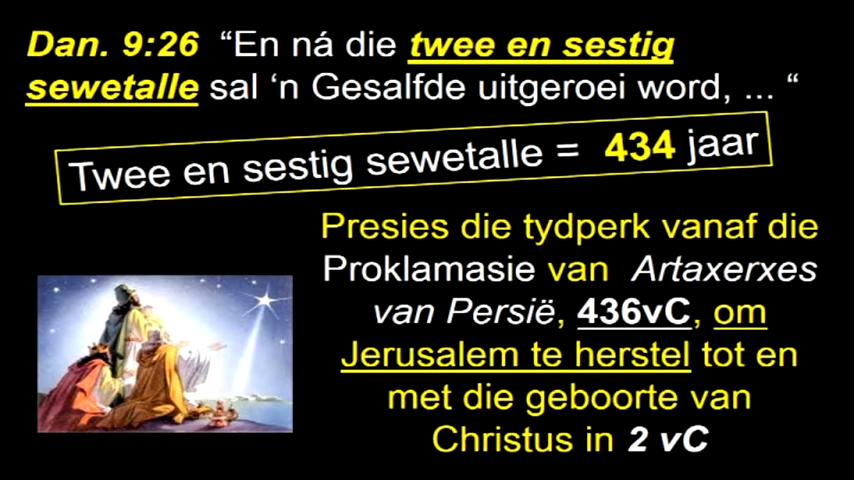 Dan. 9:26 “En ná die twee en sestig
sewetalle sal ‘n Gesalfde uitgeroei word, ... “
Twee en sestig sewetalle = 434 jaar
Presies die tydperk vanaf die
Proklamasie van Artaxerxes
van Persië, 436vC, om
Jerusalem te herstel tot en
met die geboorte van
Christus in 2 vC